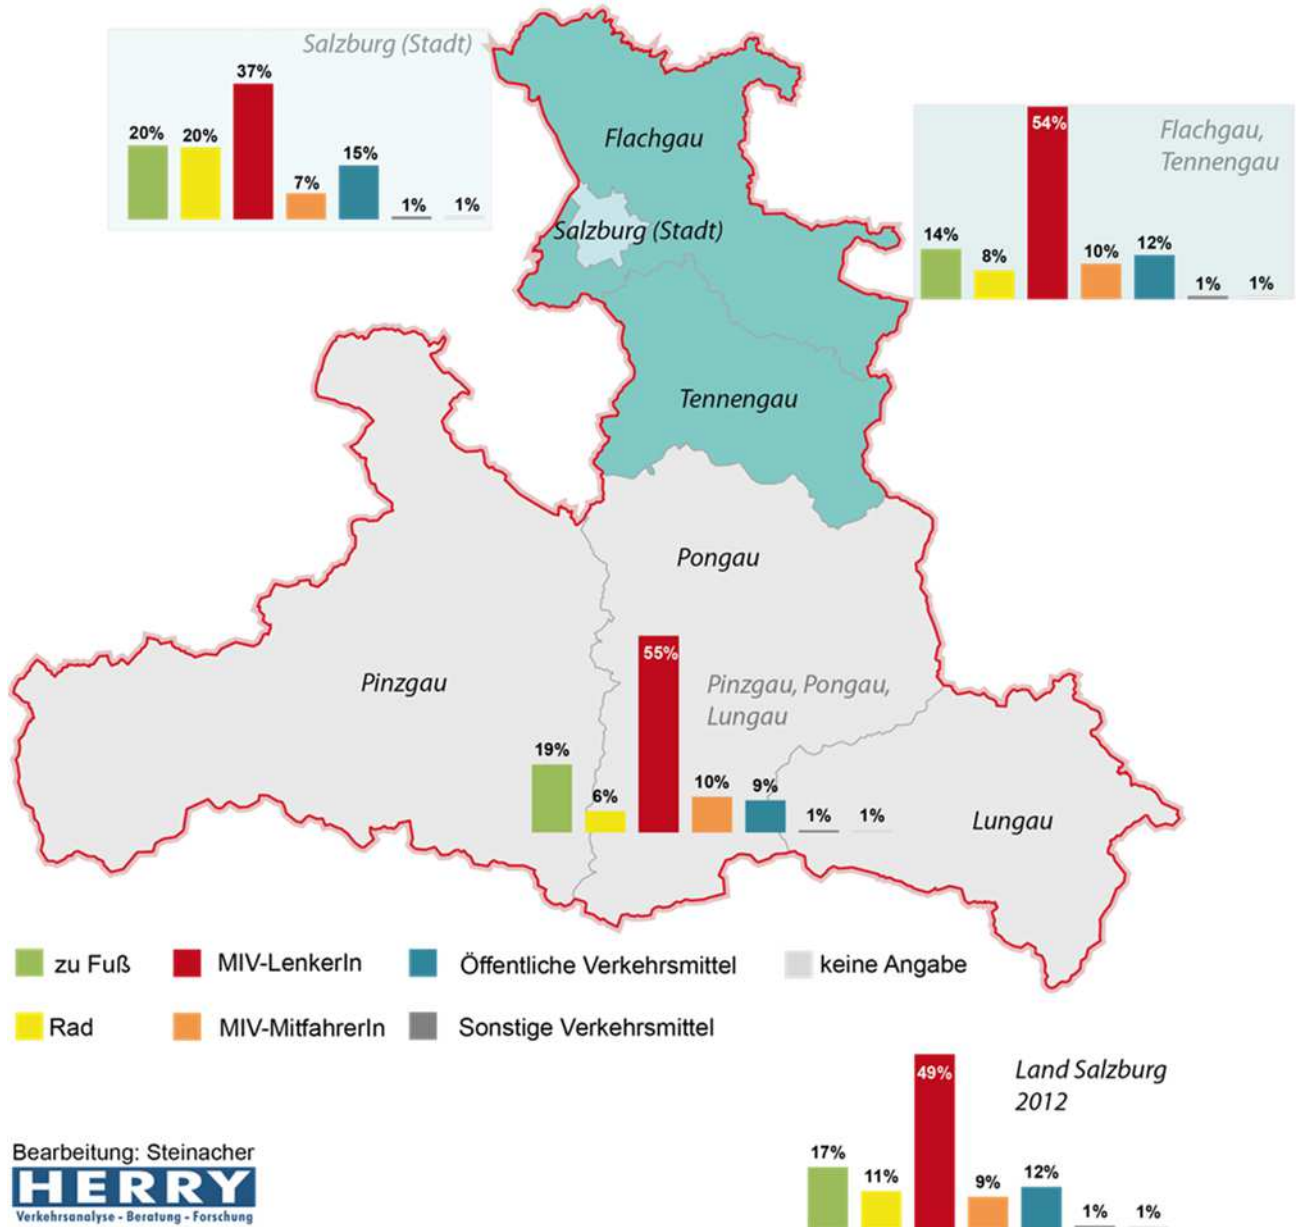 Salzburg (Stadt)
20% 20% 37% 7% 15% 1% 1%
Flachgau
Flachgau,
Tennengau
14% 8% 54% 10% 12% 1% 1%
Salzburg (Stadt)
Tennengau
Pongau
Pinzgau
Pinzgau, Pongau,
Lungau
19% 6% 55% 10% 9% 1% 1%
Lungau
zu Fuß MIV-LenkerIn Öffentliche Verkehrsmittel keine Angabe
Rad MIV-MitfahrerIn Sonstige Verkehrsmittel
Land Salzburg
2012
17% 11% 49% 9% 12% 1% 1%
Bearbeitung: Steinacher
HERRY
Verkehrsanalyse - Beratung - Forschung